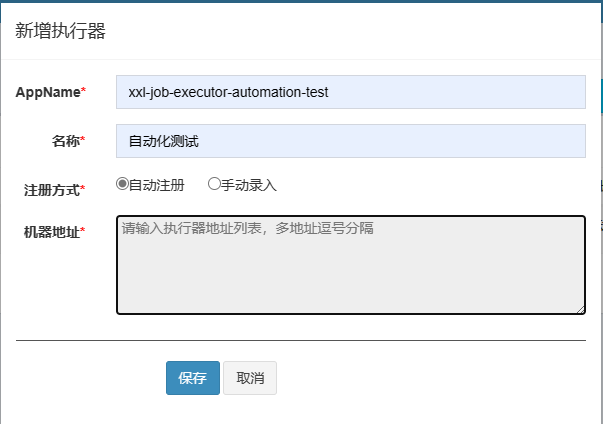 新增执行器
AppName* xxl-job-executor-automation-test
名称* 自动化测试
注册方式* 自动注册 手动录入
机器地址* 请输入执行器地址列表，多地址逗号分隔
保存 取消